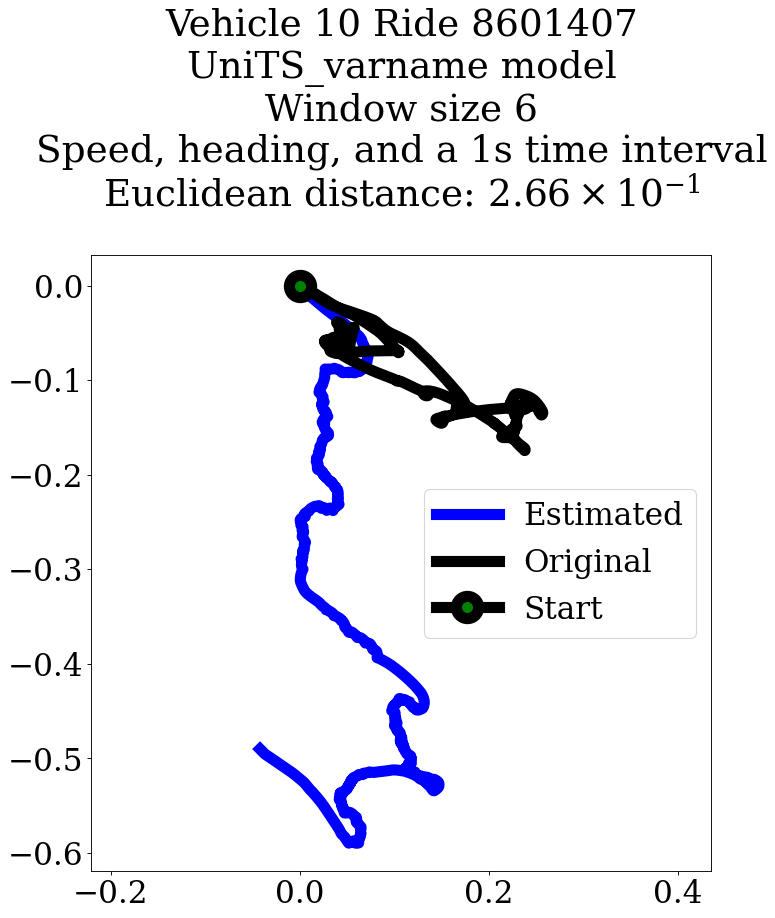 Vehicle 10 Ride 8601407
UniTS_varname model
Window size 6
Speed, heading, and a 1s time interval
Euclidean distance: 2.66 × 10⁻¹
0.0
−0.1
−0.2
−0.3
−0.4
−0.5
−0.6
Estimated
Original
Start
−0.2 0.0 0.2 0.4